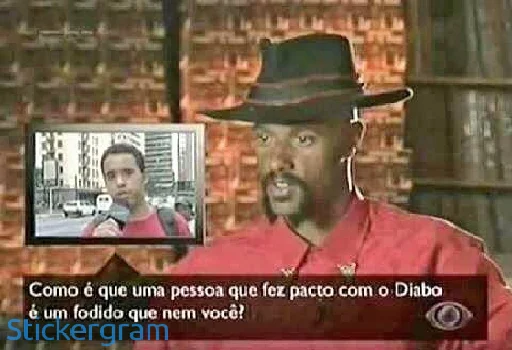 Como é que uma pessoa que fez pacto com o Diabo
é um fodido que nem você?
Stickergram